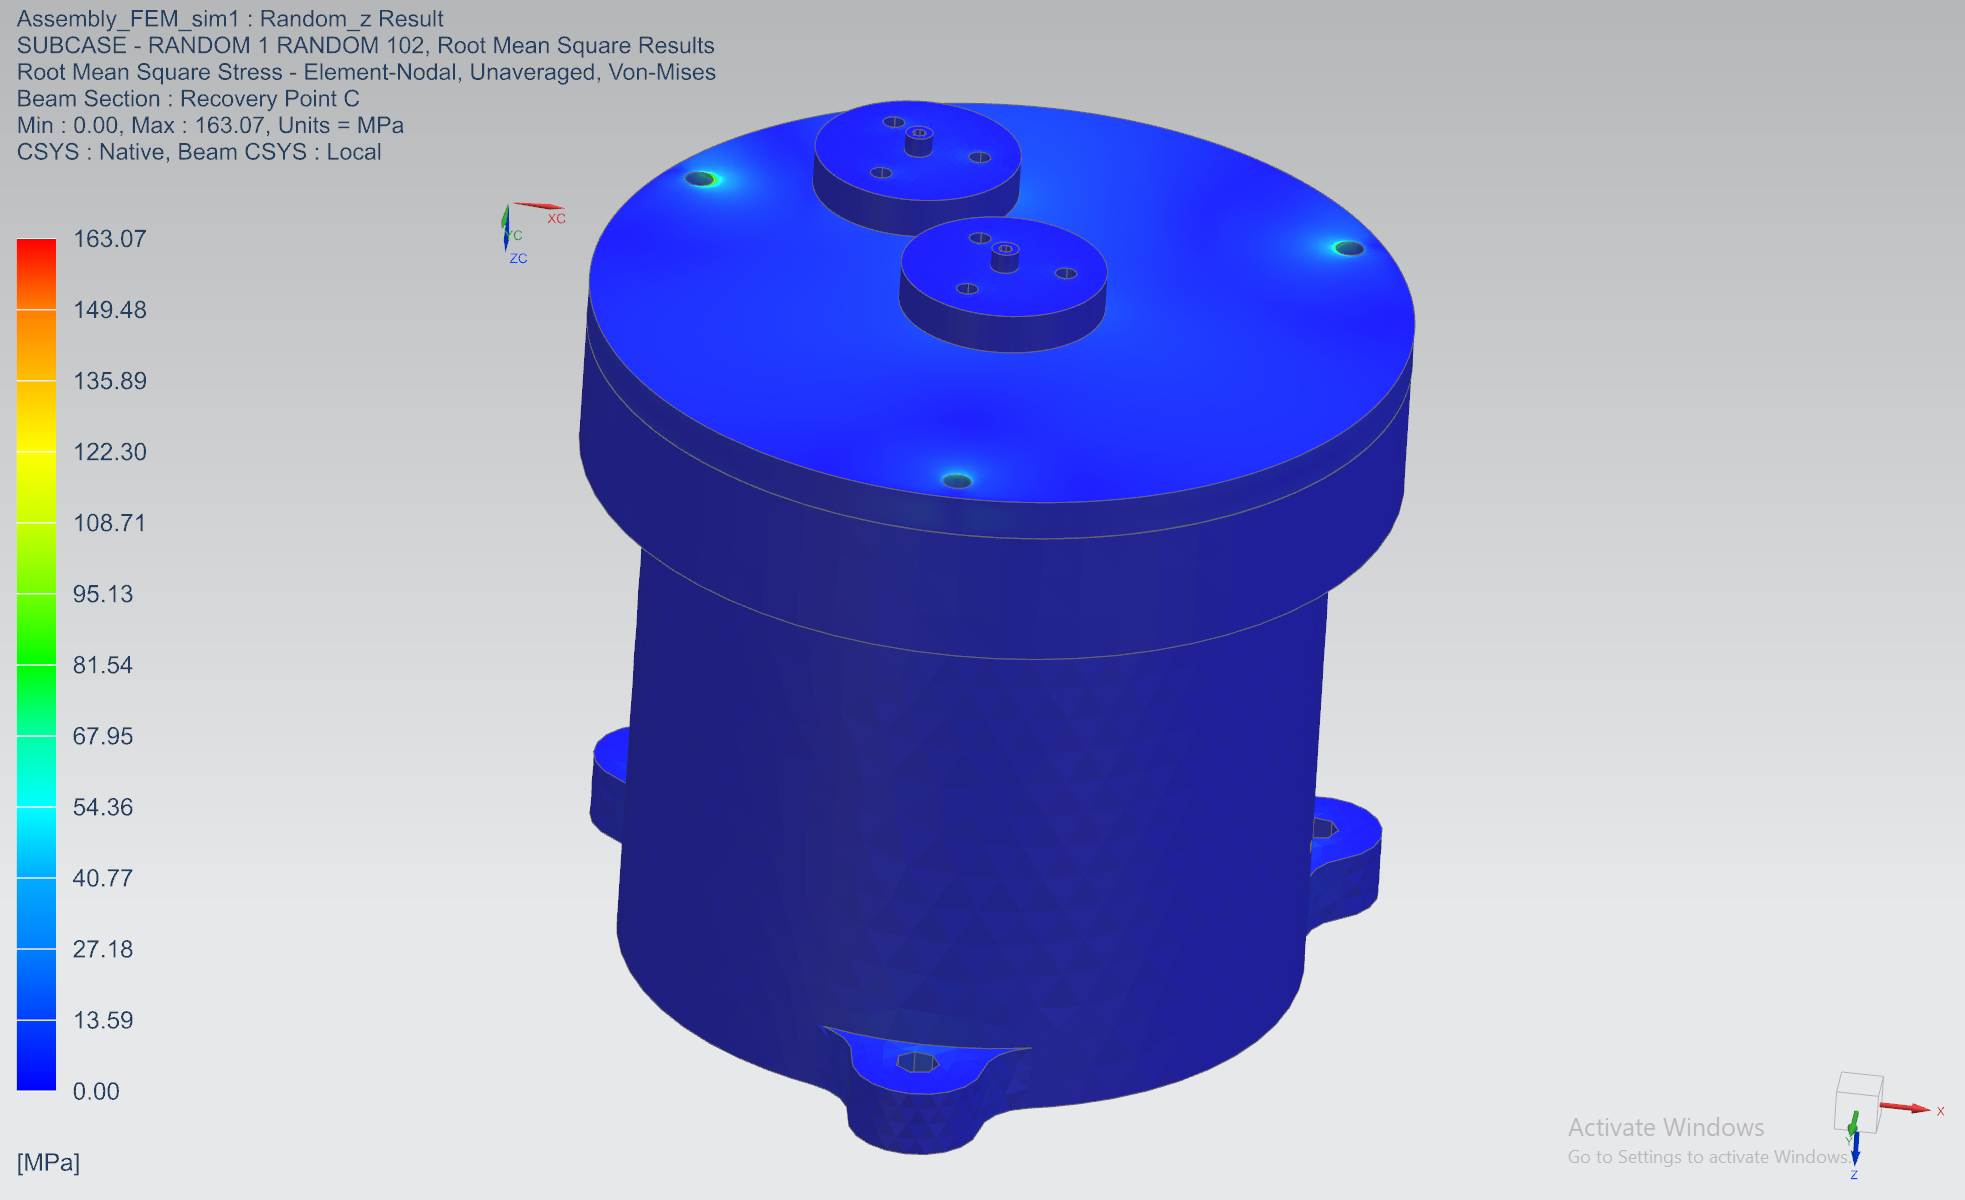 Assembly_FEM_sim1 : Random_z Result
SUBCASE - RANDOM 1 RANDOM 102, Root Mean Square Results
Root Mean Square Stress - Element-Nodal, Unaveraged, Von-Mises
Beam Section : Recovery Point C
Min : 0.00, Max : 163.07, Units = MPa
CSYS : Native, Beam CSYS : Local
XC
YC
ZC
163.07
149.48
135.89
122.30
108.71
95.13
81.54
67.95
54.36
40.77
27.18
13.59
0.00
[MPa]
X
Y
Z
Activate Windows
Go to Settings to activate Windows.